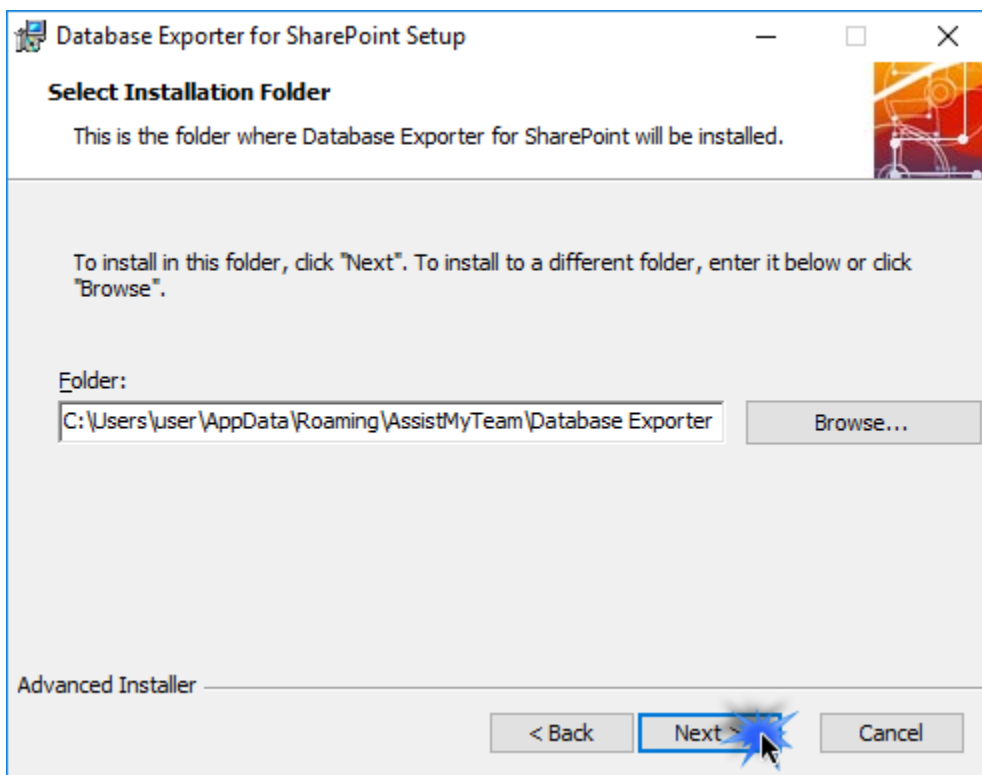 Database Exporter for SharePoint Setup
Select Installation Folder
This is the folder where Database Exporter for SharePoint will be installed.
To install in this folder, click "Next". To install to a different folder, enter it below or click
"Browse".
Folder:
C:\Users\user\AppData\Roaming\AssistMyTeam\Database Exporter
Browse...
Advanced Installer
< Back
Next >
Cancel